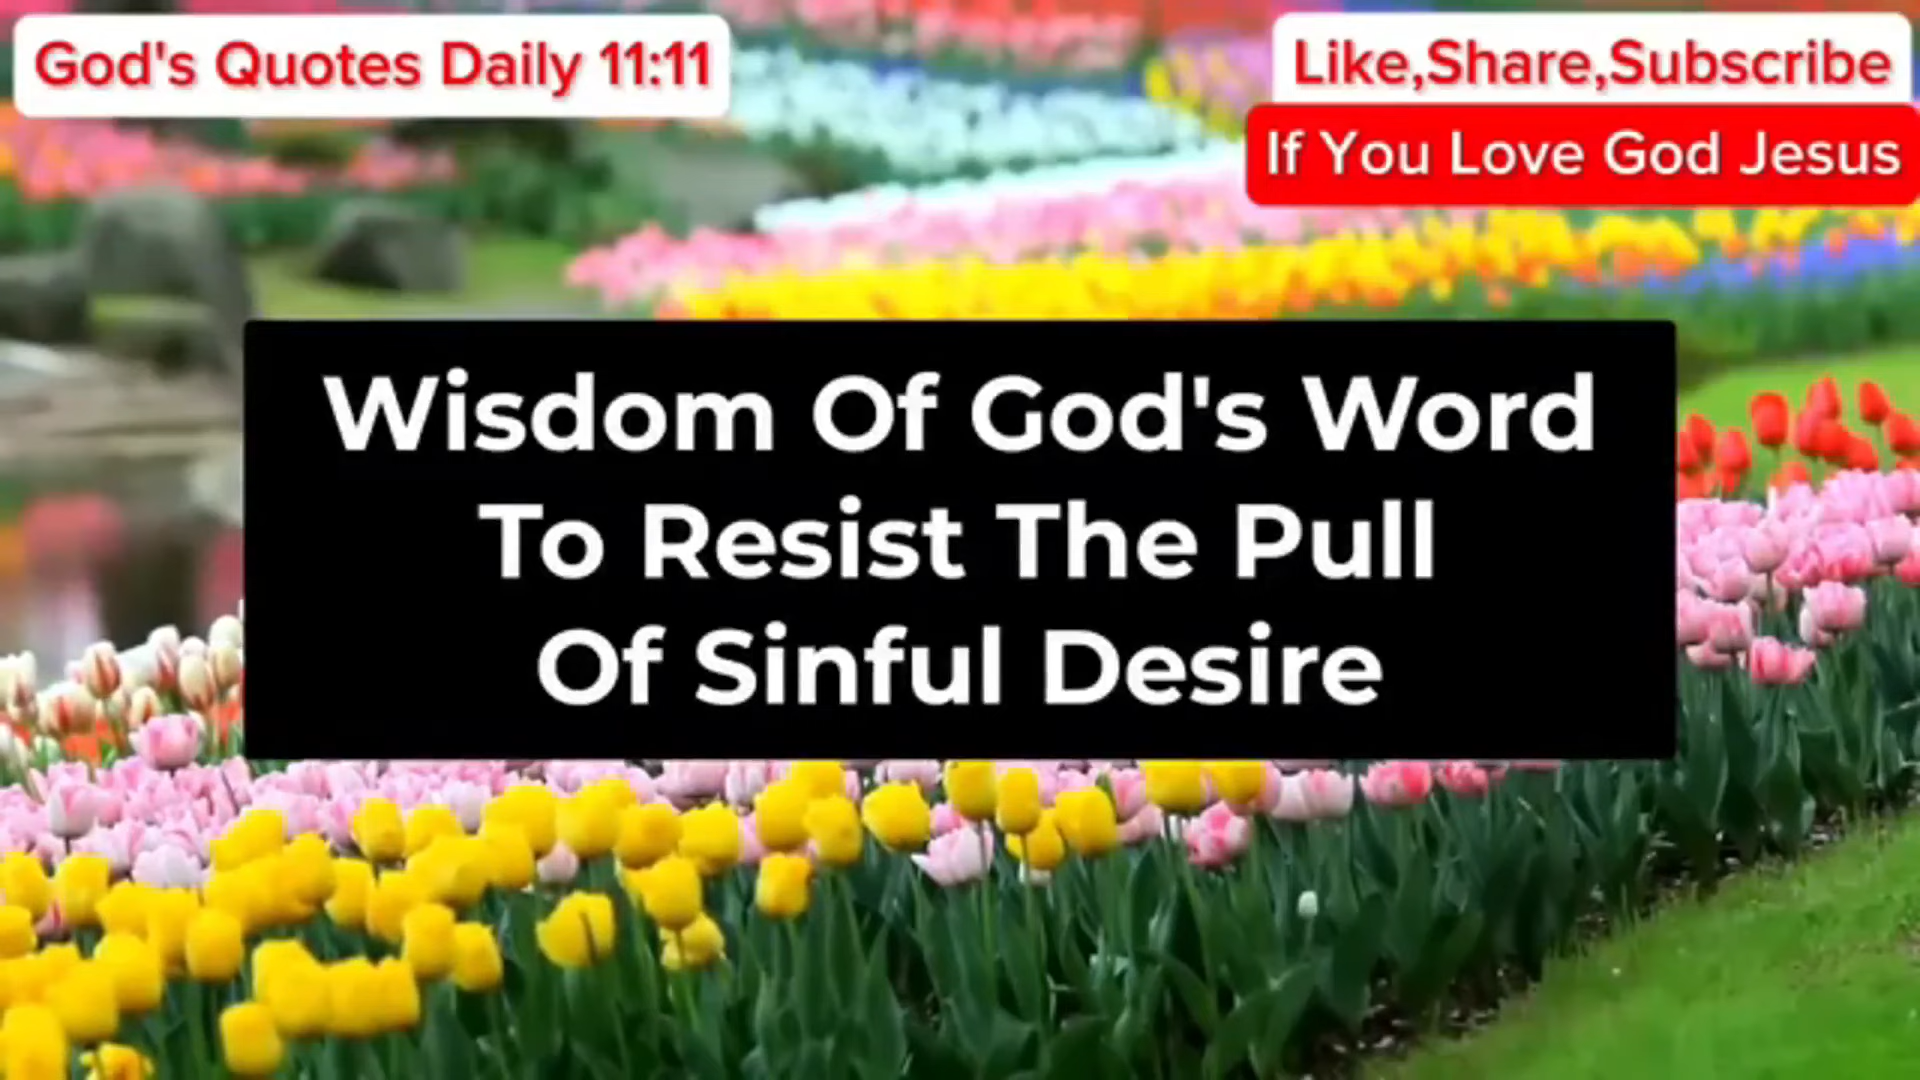 God's Quotes Daily 11:11
Like,Share,Subscribe
If You Love God Jesus
Wisdom Of God's Word
To Resist The Pull
Of Sinful Desire